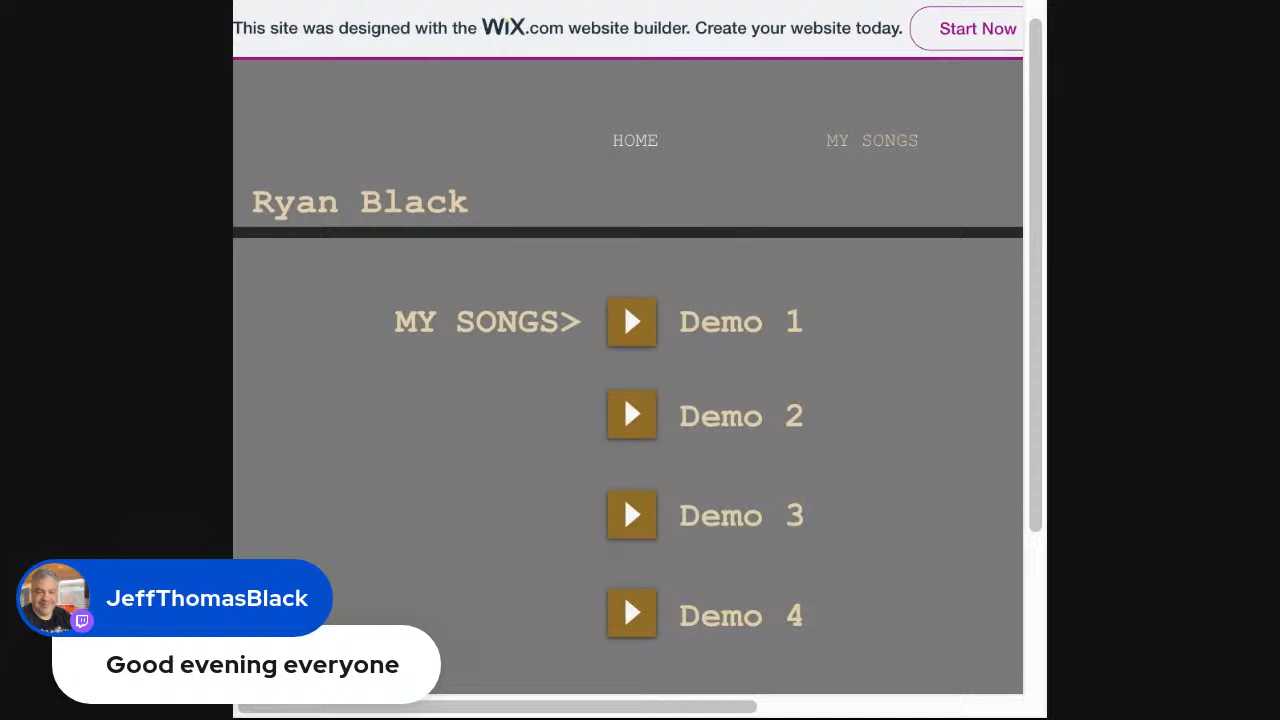 This site was designed with the WiX.com website builder. Create your website today.
Start Now
HOME
MY SONGS
Ryan Black
MY SONGS>
Demo 1
Demo 2
Demo 3
Demo 4
JeffThomasBlack
Good evening everyone